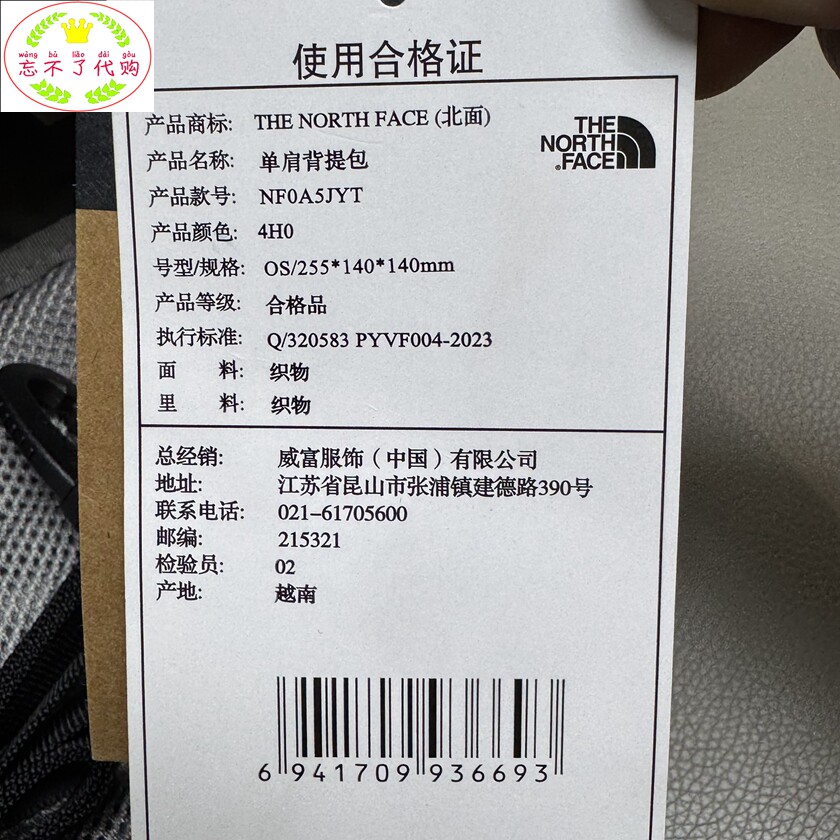 wàng bù liǎo dài gòu
忘不了代购
使用合格证
产品商标: THE NORTH FACE (北面)
产品名称: 单肩背提包
产品款号: NF0A5JYT
产品颜色: 4H0
号型/规格: OS/255*140*140mm
产品等级: 合格品
执行标准: Q/320583 PYVF004-2023
面 料: 织物
里 料: 织物
THE
NORTH
FACE
总经销: 威富服饰(中国)有限公司
地址: 江苏省昆山市张浦镇建德路390号
联系电话: 021-61705600
邮编: 215321
检验员: 02
产地: 越南
6 941709 936693